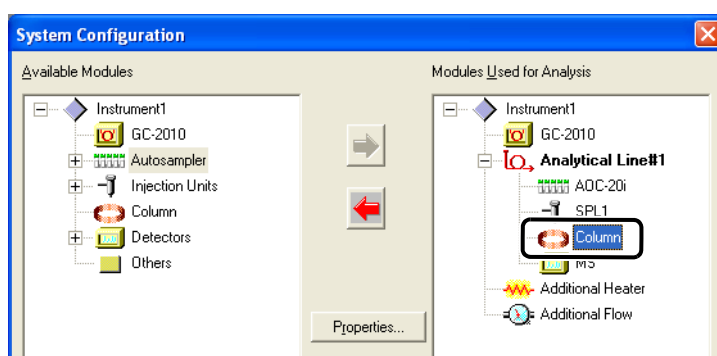 System Configuration
Available Modules
Instrument1
GC-2010
Autosampler
Injection Units
Column
Detectors
Others
Properties...
Modules Used for Analysis
Instrument1
GC-2010
Analytical Line#1
AOC-20i
SPL1
Column
MS
Additional Heater
Additional Flow